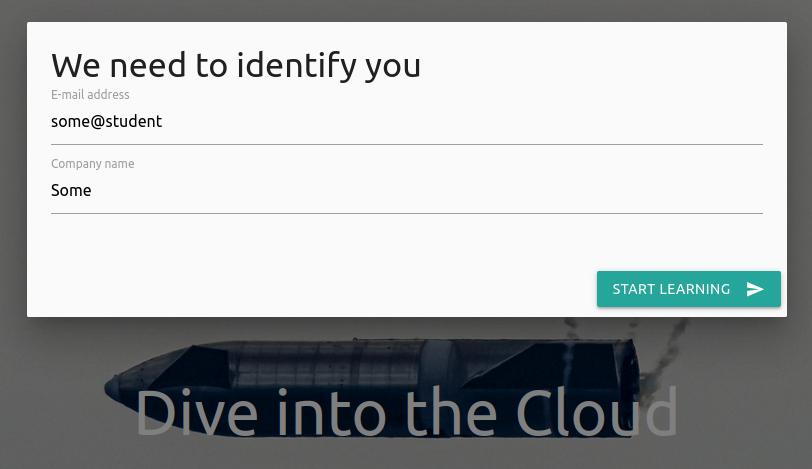 We need to identify you
E-mail address
some@student
Company name
Some
START LEARNING
Dive into the Cloud